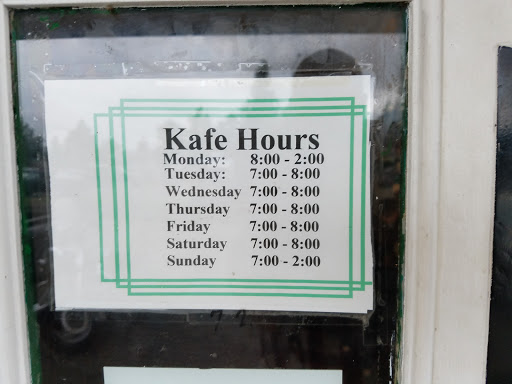 Kafe Hours
Monday: 8:00 - 2:00
Tuesday: 7:00 - 8:00
Wednesday 7:00 - 8:00
Thursday 7:00 - 8:00
Friday 7:00 - 8:00
Saturday 7:00 - 8:00
Sunday 7:00 - 2:00